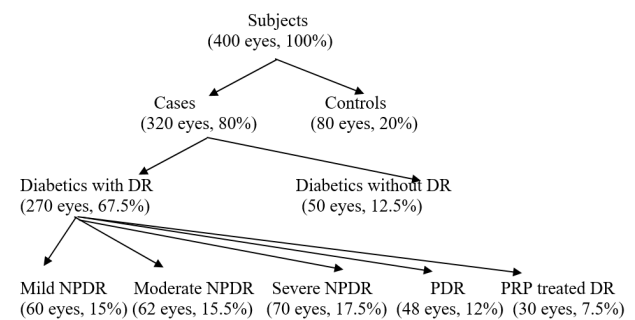 Subjects
(400 eyes, 100%)
Cases
(320 eyes, 80%)
Controls
(80 eyes, 20%)
Diabetics with DR
(270 eyes, 67.5%)
Diabetics without DR
(50 eyes, 12.5%)
Mild NPDR
(60 eyes, 15%)
Moderate NPDR
(62 eyes, 15.5%)
Severe NPDR
(70 eyes, 17.5%)
PDR
(48 eyes, 12%)
PRP treated DR
(30 eyes, 7.5%)